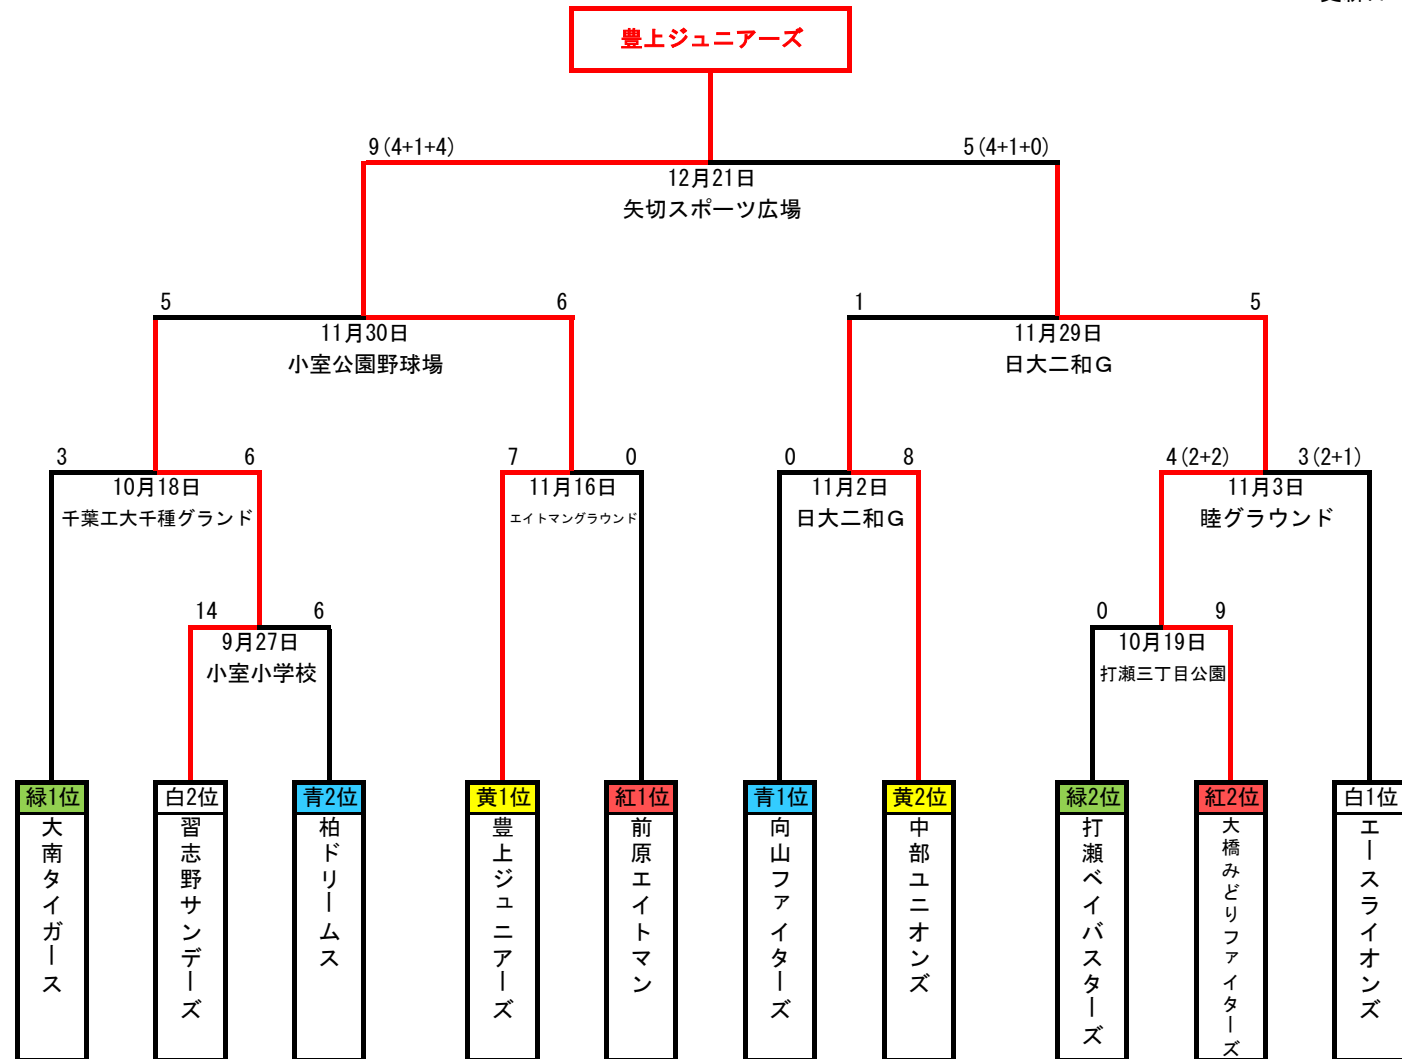 豊上ジュニアーズ
9(4+1+4)
5(4+1+0)
12月21日
矢切スポーツ広場
5
6
1
5
11月30日
11月29日
小室公園野球場
日大二和G
3
6
7
0
0
8
4(2+2)
3(2+1)
10月18日
11月16日
11月2日
11月3日
千葉工大千種グランド
エイトマングラウンド
日大二和G
睦グラウンド
14
6
0
9
9月27日
10月19日
小室小学校
打瀬三丁目公園
緑1位
白2位
青2位
黄1位
紅1位
青1位
黄2位
緑2位
紅2位
白1位
大南タイガース
習志野サンデーズ
柏ドリームス
豊上ジュニアーズ
前原エイトマン
向山ファイターズ
中部ユニオンズ
打瀬ベイバスターズ
大橋みどりファイターズ
エースライオンズ